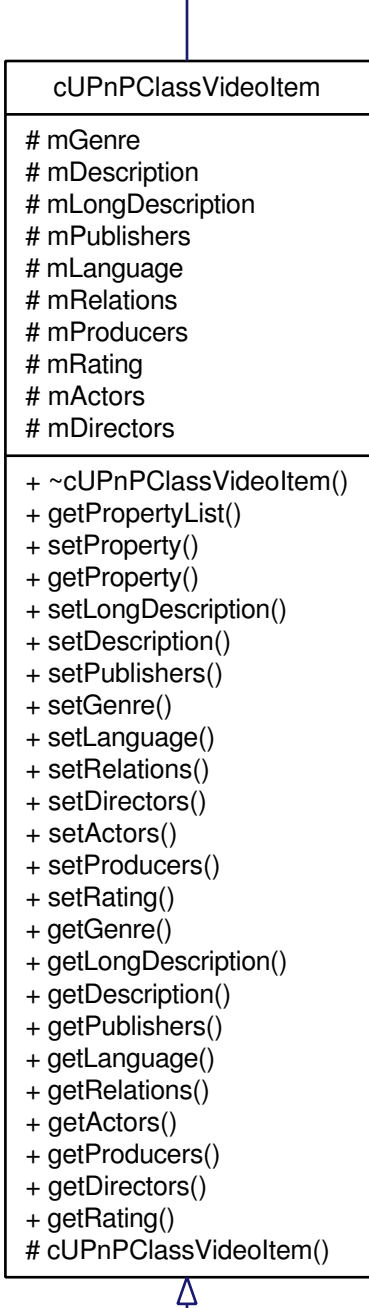 cUPnPClassVideoItem
# mGenre
# mDescription
# mLongDescription
# mPublishers
# mLanguage
# mRelations
# mProducers
# mRating
# mActors
# mDirectors
+ ~cUPnPClassVideoItem()
+ getPropertyList()
+ setProperty()
+ getProperty()
+ setLongDescription()
+ setDescription()
+ setPublishers()
+ setGenre()
+ setLanguage()
+ setRelations()
+ setDirectors()
+ setActors()
+ setProducers()
+ setRating()
+ getGenre()
+ getLongDescription()
+ getDescription()
+ getPublishers()
+ getLanguage()
+ getRelations()
+ getActors()
+ getProducers()
+ getDirectors()
+ getRating()
# cUPnPClassVideoItem()